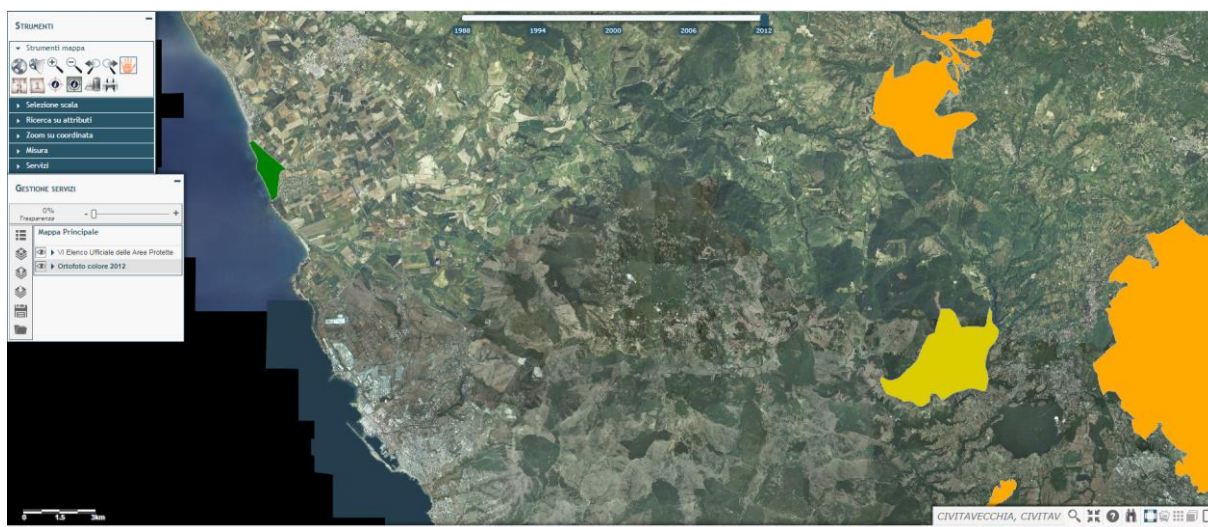 STRUMENTI
Strumenti mappa
Selezione scala
Ricerca su attributi
Zoom su coordinata
Misura
Servizi
GESTIONE SERVIZI
0%
Trasparenza
- +
Mappa Principale
VI Elenco Ufficiale delle Aree Protette
Ortofoto colore 2012
1988 1994 2000 2006 2012
0 1.5 3km
CIVITAVECCHIA, CIVITAV